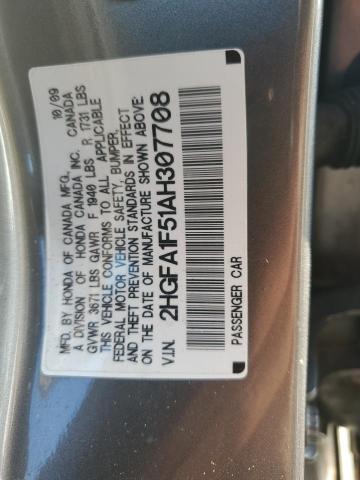 MFD. BY HONDA OF CANADA MFG. 10/09
A DIVISION OF HONDA CANADA INC. CANADA
GVWR 3671 LBS GAWR F 1940 LBS R 1731 LBS
THIS VEHICLE CONFORMS TO ALL APPLICABLE
FEDERAL MOTOR VEHICLE SAFETY, BUMPER,
AND THEFT PREVENTION STANDARDS IN EFFECT
ON THE DATE OF MANUFACTURE SHOWN ABOVE:
V.I.N. 2HGFA1F51AH307708
PASSENGER CAR